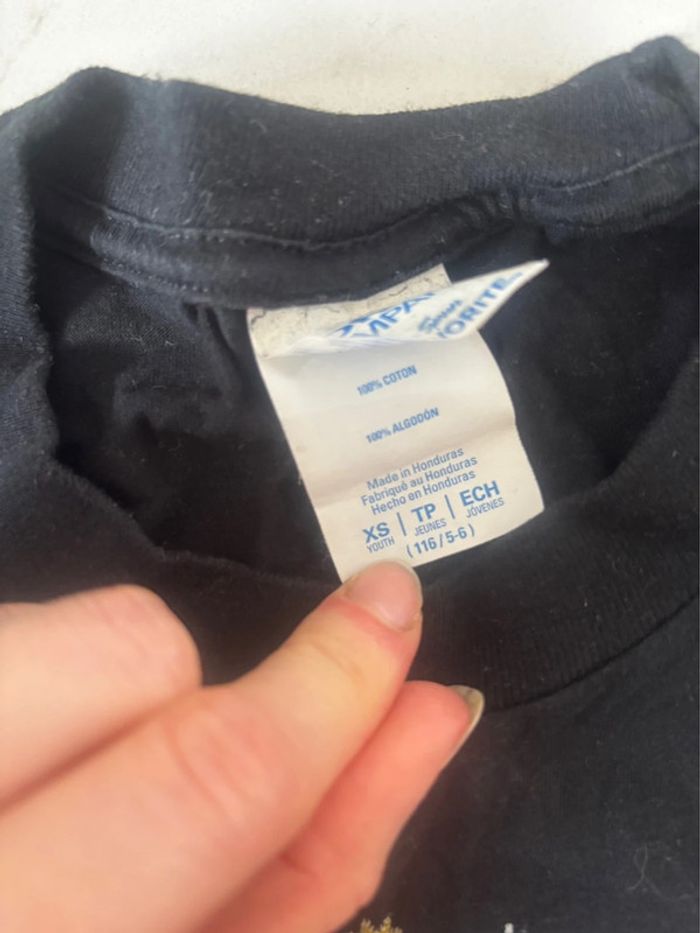 100% COTON
100% ALGODÓN
Made in Honduras
Fabriqué au Honduras
Hecho en Honduras
XS | TP | ECH
YOUTH JEUNES JÓVENES
(116/5-6)